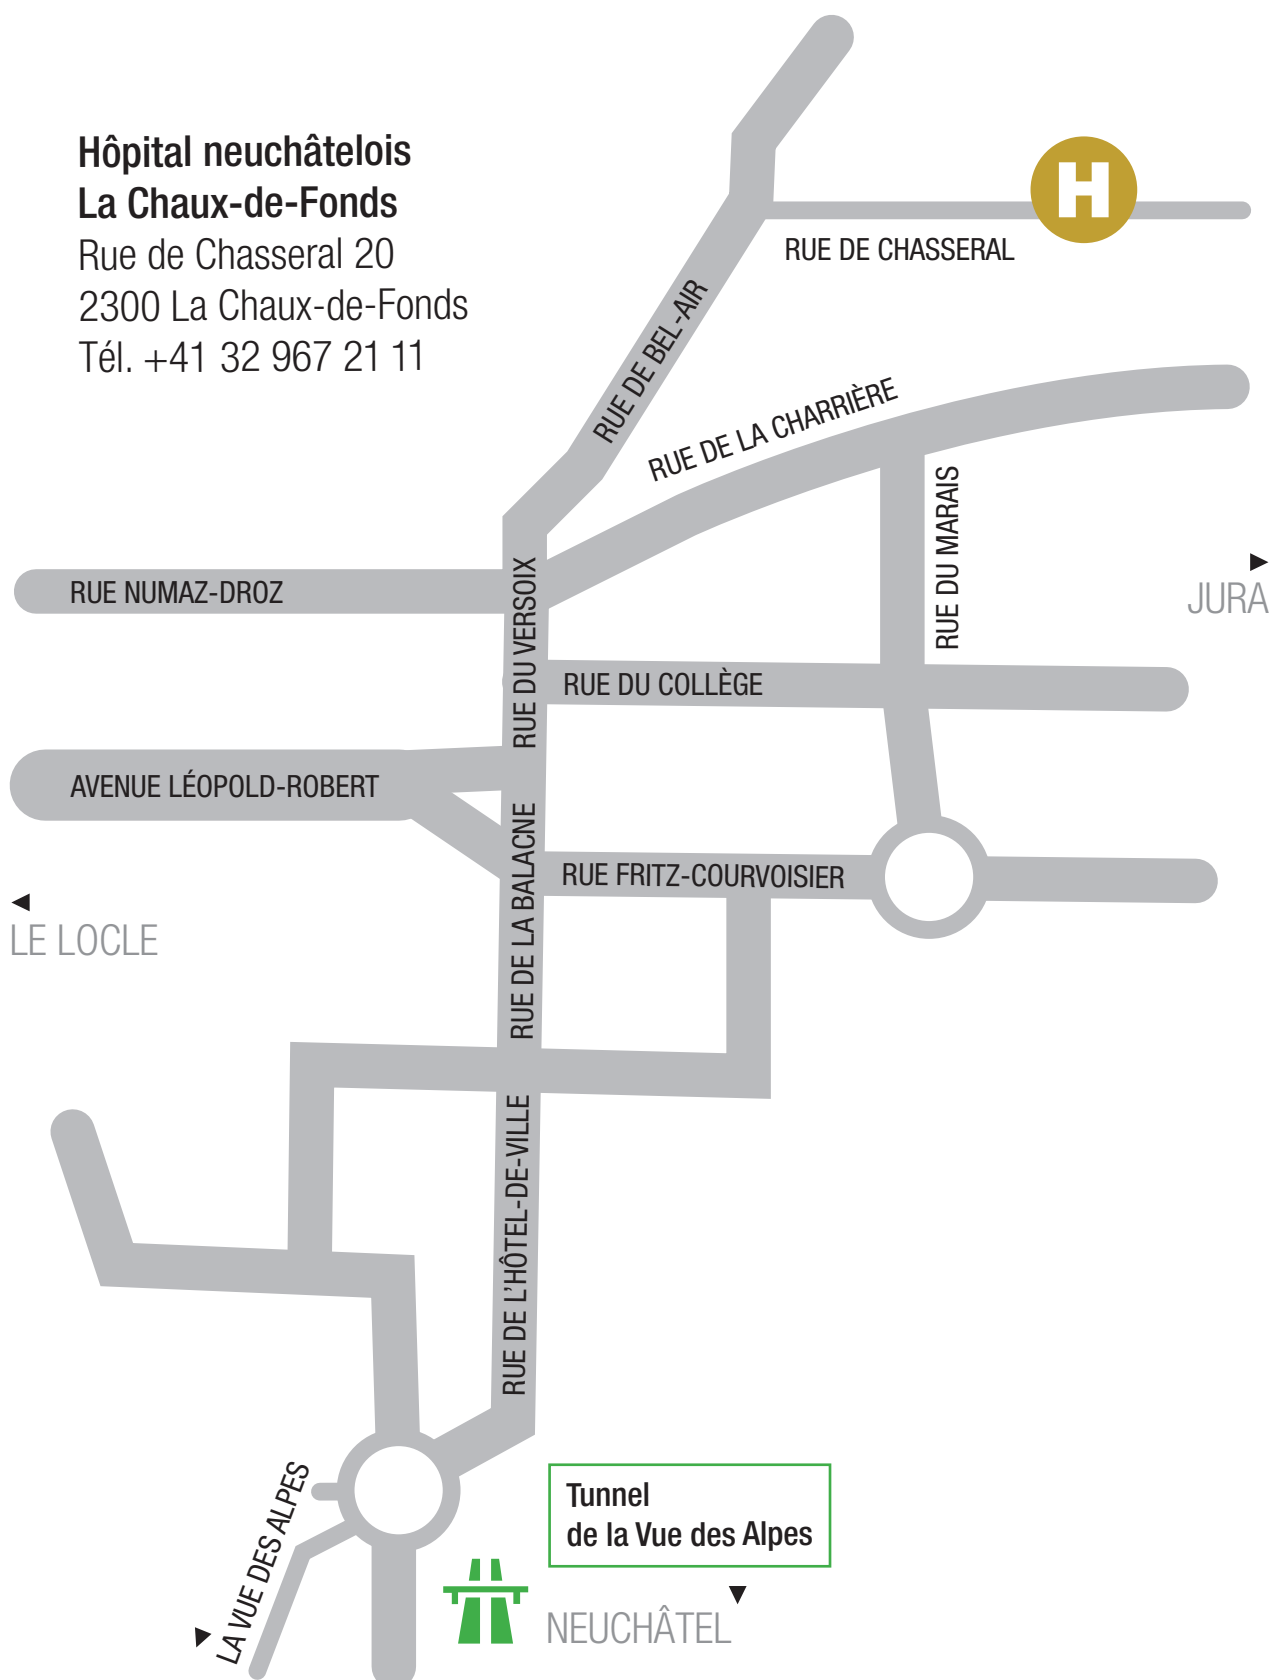 Hôpital neuchâtelois
La Chaux-de-Fonds
Rue de Chasseral 20
2300 La Chaux-de-Fonds
Tél. +41 32 967 21 11
H
RUE DE CHASSERAL
RUE DE BEL-AIR
RUE DE LA CHARRIÈRE
RUE DU MARAIS
JURA
RUE NUMAZ-DROZ
RUE DU VERSOIX
RUE DU COLLÈGE
AVENUE LÉOPOLD-ROBERT
RUE DE LA BALACNE
RUE FRITZ-COURVOISIER
LE LOCLE
RUE DE L'HÔTEL-DE-VILLE
LA VUE DES ALPES
Tunnel
de la Vue des Alpes
NEUCHÂTEL